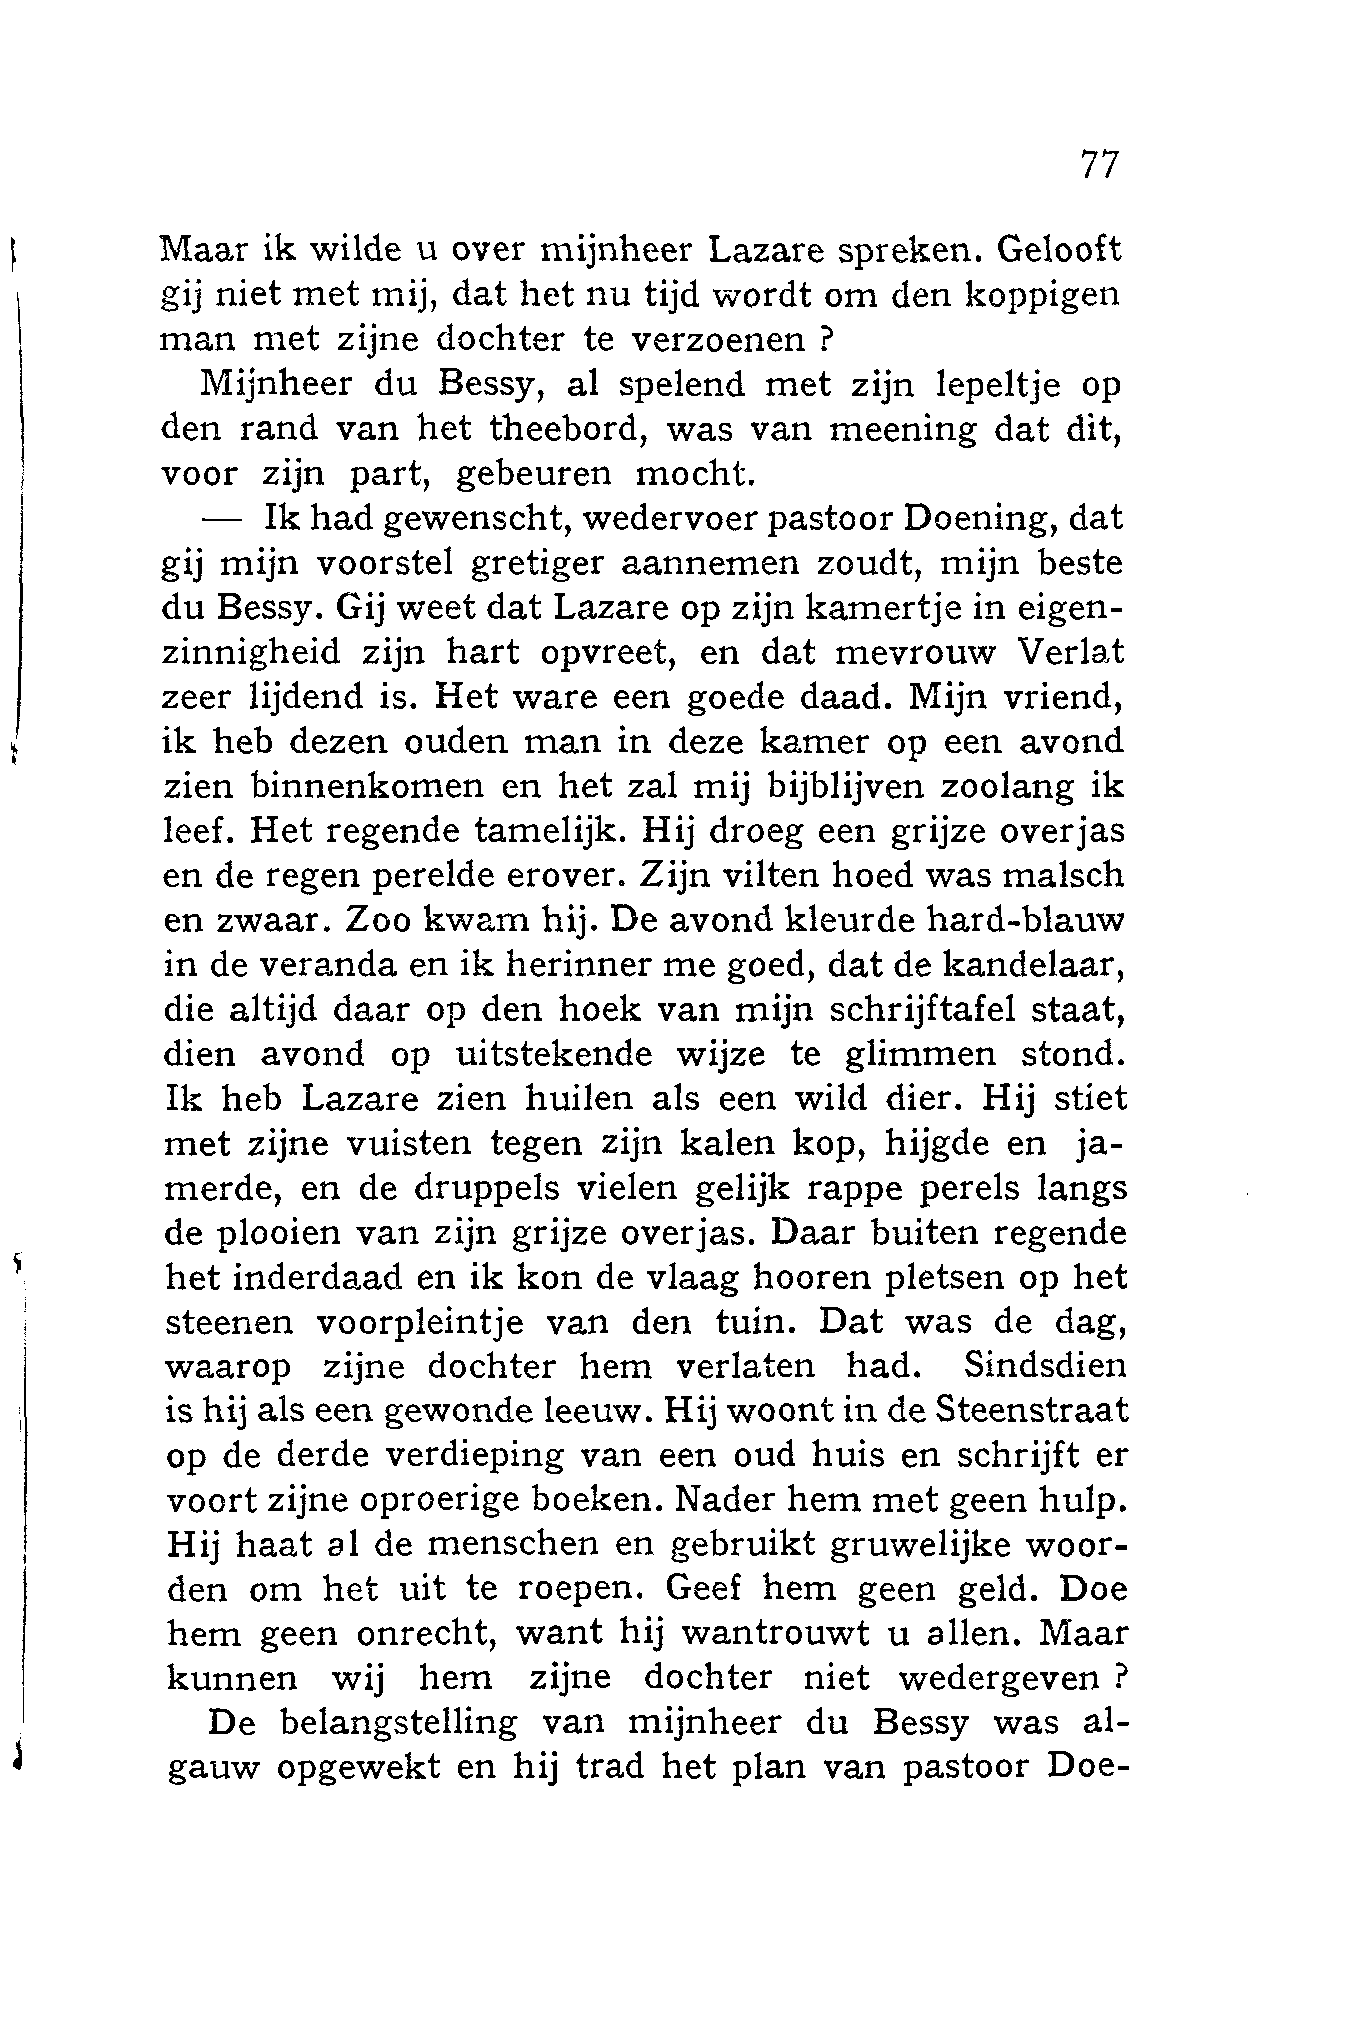 77
Maar ik wilde u over mijnheer Lazare spreken. Gelooft
gij niet met mij, dat het nu tijd wordt om den koppigen
man met zijne dochter te verzoenen ?
Mijnheer du Bessy, al spelend met zijn lepeltje op
den rand van het theebord, was van meening dat dit,
voor zijn part, gebeuren mocht.
— Ik had gewenscht, wedervoer pastoor Doening, dat
gij mijn voorstel gretiger aannemen zoudt, mijn beste
du Bessy. Gij weet dat Lazare op zijn kamertje in eigen-
zinnigheid zijn hart opvreet, en dat mevrouw Verlat
zeer lijdend is. Het ware een goede daad. Mijn vriend,
ik heb dezen ouden man in deze kamer op een avond
zien binnenkomen en het zal mij bijblijven zoolang ik
leef. Het regende tamelijk. Hij droeg een grijze overjas
en de regen perelde erover. Zijn vilten hoed was malsch
en zwaar. Zoo kwam hij. De avond kleurde hard-blauw
in de veranda en ik herinner me goed, dat de kandelaar,
die altijd daar op den hoek van mijn schrijftafel staat,
dien avond op uitstekende wijze te glimmen stond.
Ik heb Lazare zien huilen als een wild dier. Hij stiet
met zijne vuisten tegen zijn kalen kop, hijgde en ja-
merde, en de druppels vielen gelijk rappe perels langs
de plooien van zijn grijze overjas. Daar buiten regende
het inderdaad en ik kon de vlaag hooren pletsen op het
steenen voorpleintje van den tuin. Dat was de dag,
waarop zijne dochter hem verlaten had. Sindsdien
is hij als een gewonde leeuw. Hij woont in de Steenstraat
op de derde verdieping van een oud huis en schrijft er
voort zijne oproerige boeken. Nader hem met geen hulp.
Hij haat al de menschen en gebruikt gruwelijke woor-
den om het uit te roepen. Geef hem geen geld. Doe
hem geen onrecht, want hij wantrouwt u allen. Maar
kunnen wij hem zijne dochter niet wedergeven ?
De belangstelling van mijnheer du Bessy was al-
gauw opgewekt en hij trad het plan van pastoor Doe-